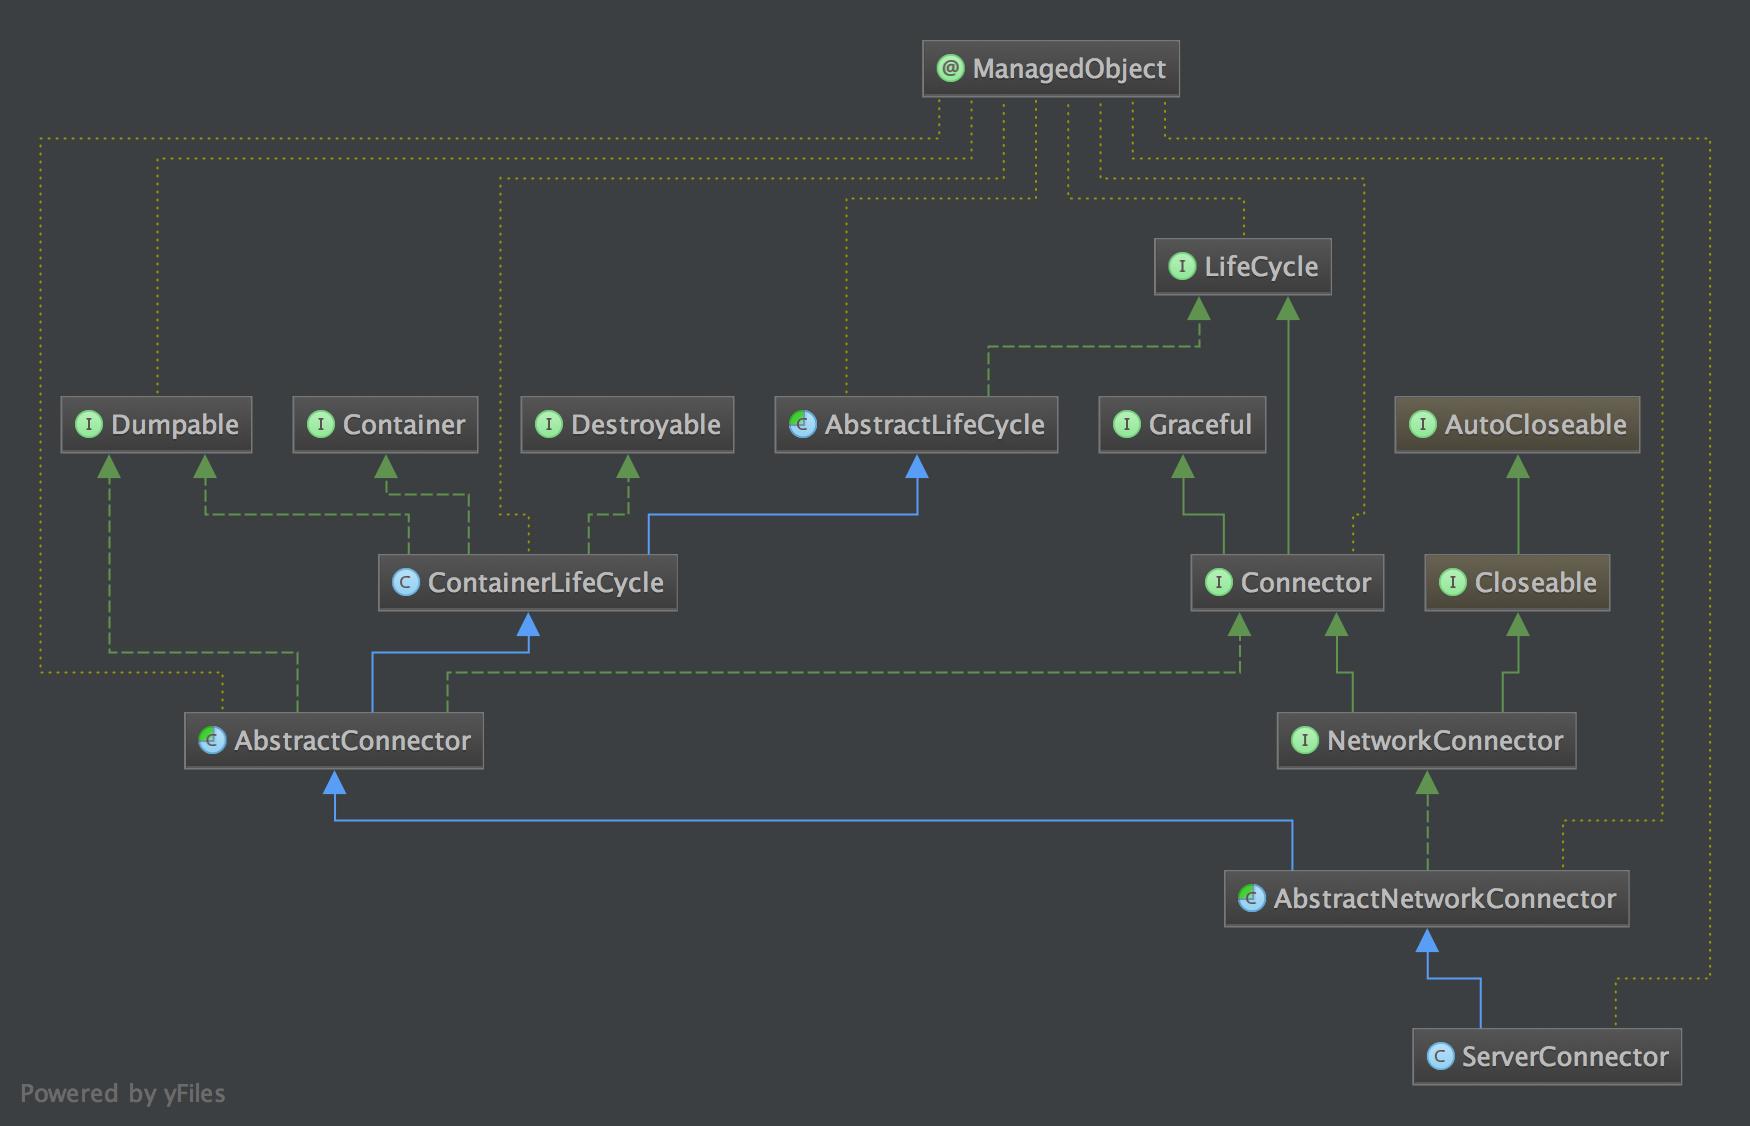 @ ManagedObject
I LifeCycle
I Dumpable
I Container
I Destroyable
C AbstractLifeCycle
I Graceful
I AutoCloseable
C ContainerLifeCycle
I Connector
I Closeable
C AbstractConnector
I NetworkConnector
C AbstractNetworkConnector
C ServerConnector
Powered by yFiles